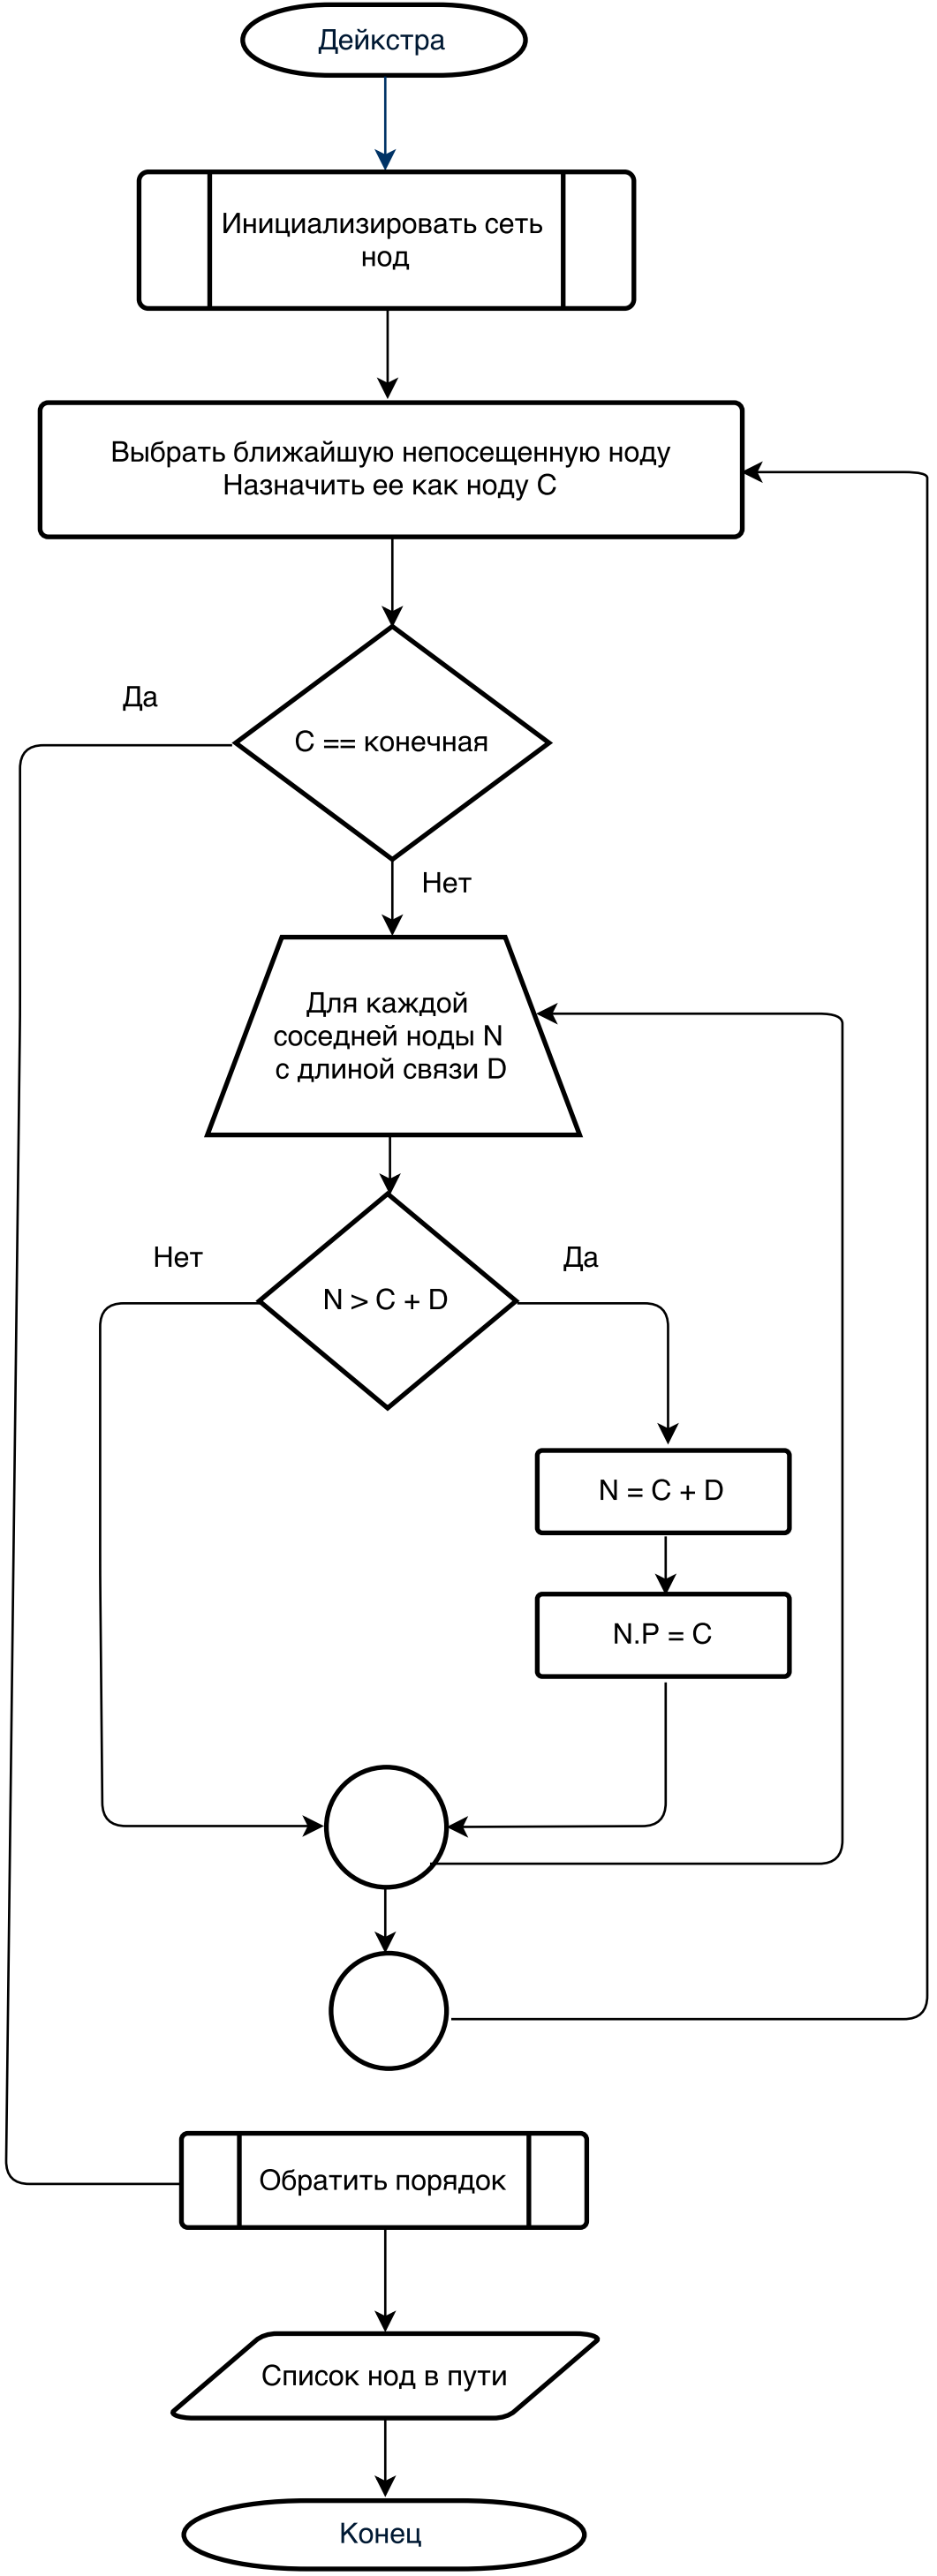 Дейкстра
Инициализировать сеть
нод
Выбрать ближайшую непосещенную ноду
Назначить ее как ноду C
Да
C == конечная
Нет
Для каждой
соседней ноды N
с длиной связи D
Нет
Да
N > C + D
N = C + D
N.P = C
Обратить порядок
Список нод в пути
Конец